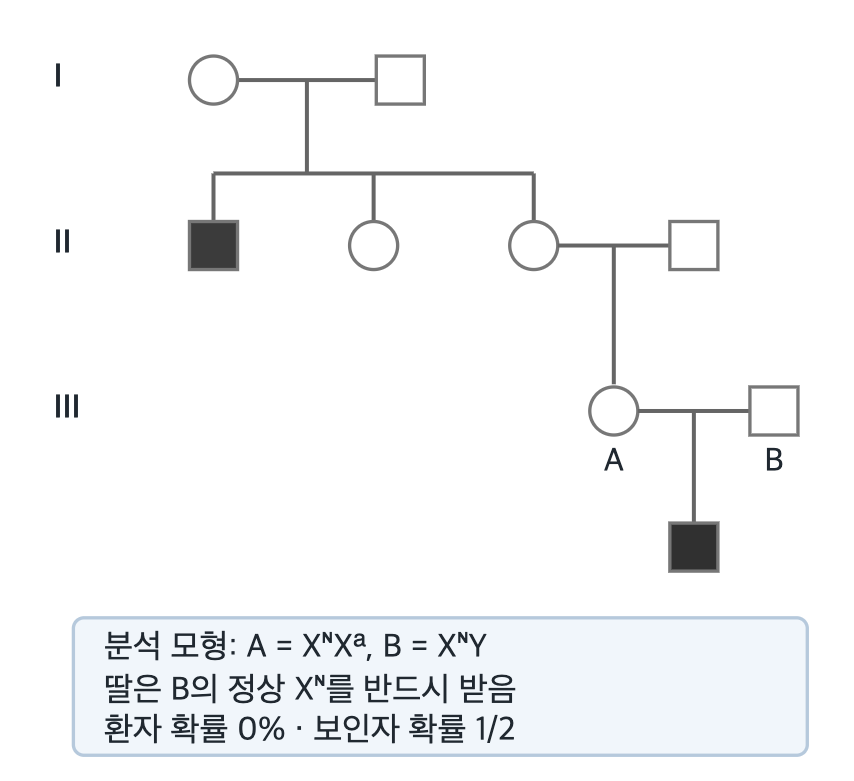 I
II
III
A
B
분석 모형: A = XᴺXᵃ, B = XᴺY
딸은 B의 정상 Xᴺ를 반드시 받음
환자 확률 0% · 보인자 확률 1/2